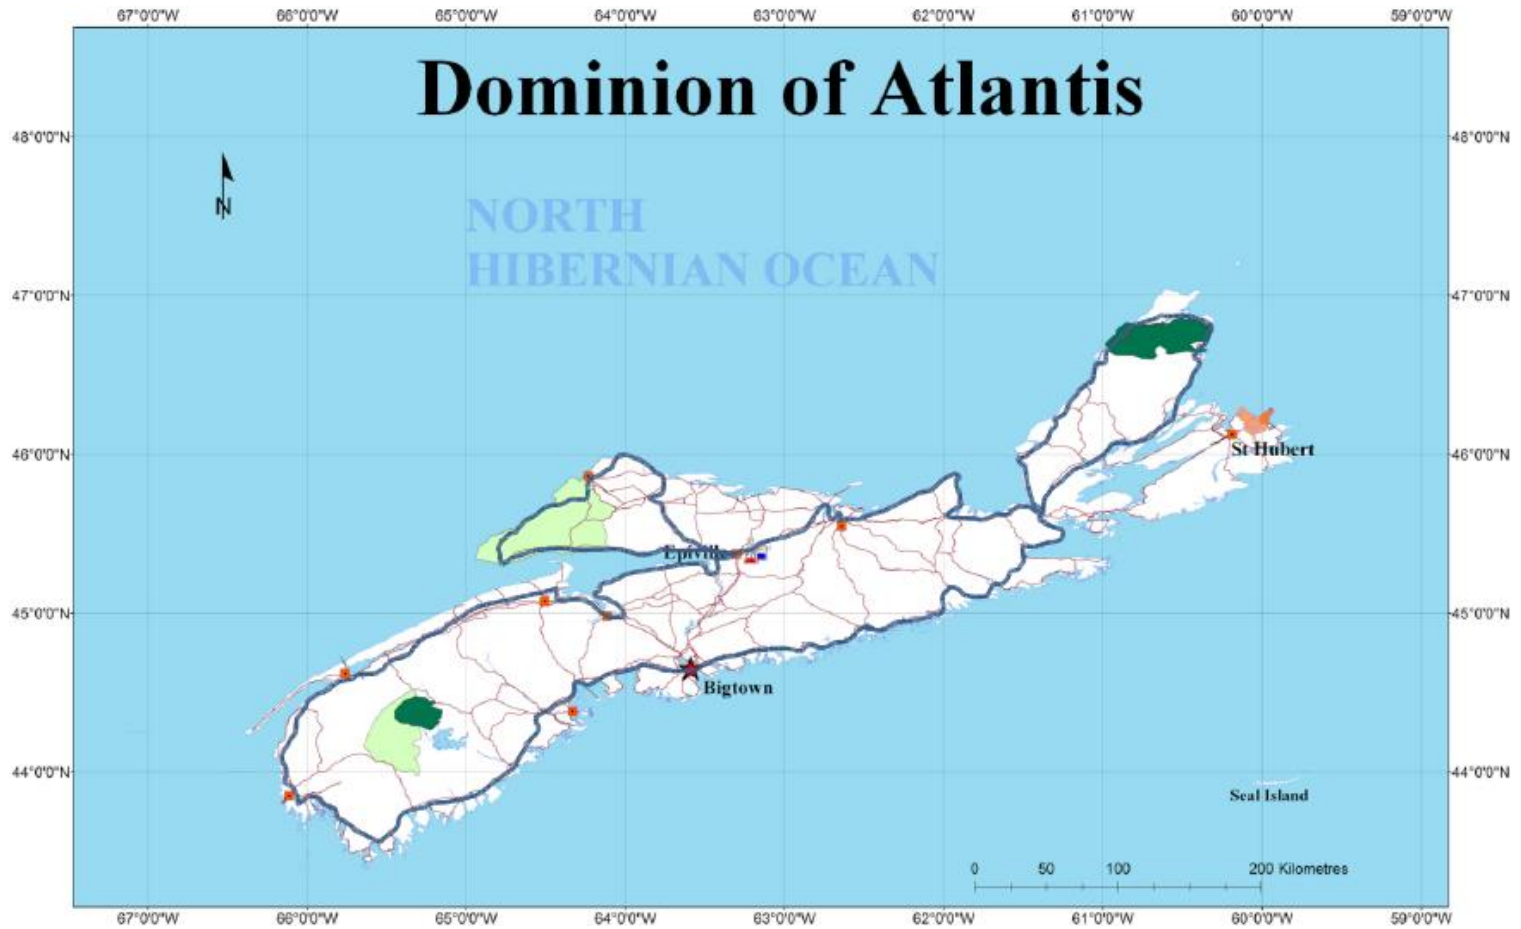 67°0'0"W 66°0'0"W 65°0'0"W 64°0'0"W 63°0'0"W 62°0'0"W 61°0'0"W 60°0'0"W 59°0'0"W
Dominion of Atlantis
48°0'0"N 48°0'0"N
N
NORTH
HIBERNIAN OCEAN
47°0'0"N 47°0'0"N
46°0'0"N 46°0'0"N
St Hubert
Epiville
45°0'0"N 45°0'0"N
Bigtown
44°0'0"N 44°0'0"N
Seal Island
0 50 100 200 Kilometres
67°0'0"W 66°0'0"W 65°0'0"W 64°0'0"W 63°0'0"W 62°0'0"W 61°0'0"W 60°0'0"W 59°0'0"W